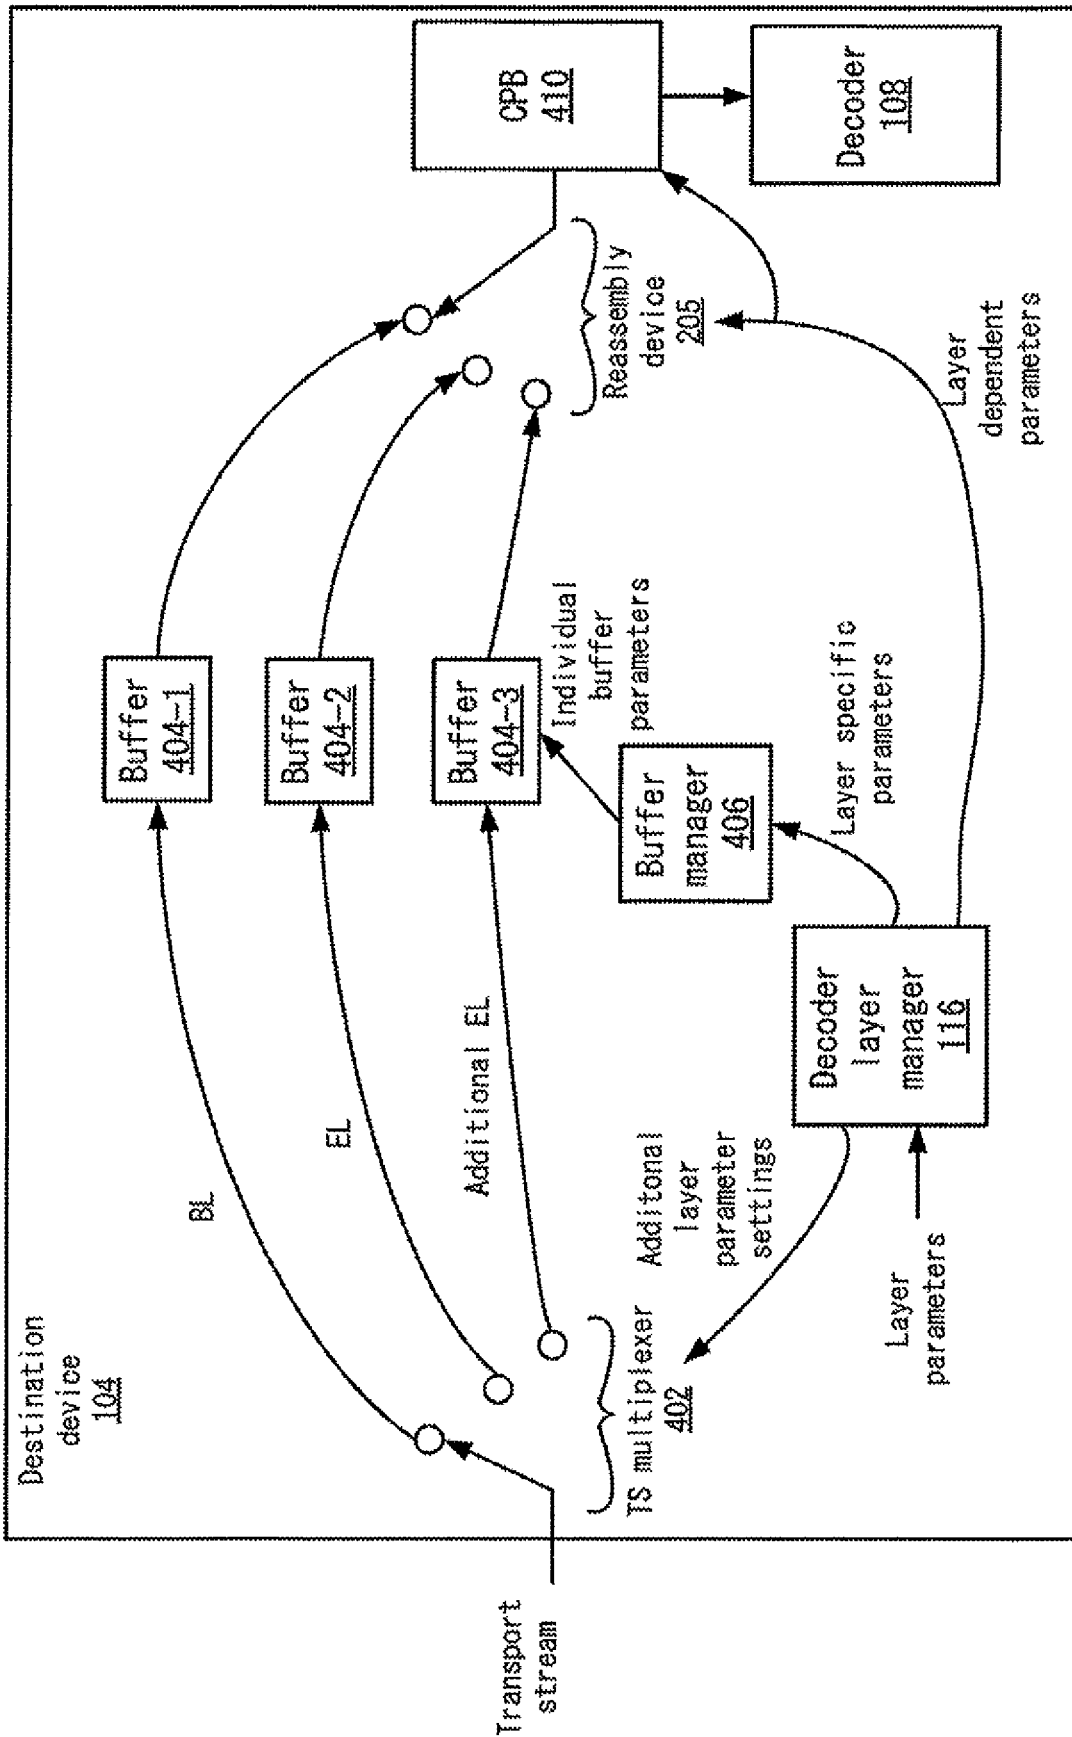 Destination
device
104
Transport
stream
TS multiplexer
402
BL
EL
Additional EL
Buffer
404-1
Buffer
404-2
Buffer
404-3
Individual
buffer
parameters
Buffer
manager
406
Additonal
layer
parameter
settings
Layer
parameters
Decoder
layer
manager
116
Layer specific
parameters
Layer
dependent
parameters
Reassembly
device
205
CPB
410
Decoder
108